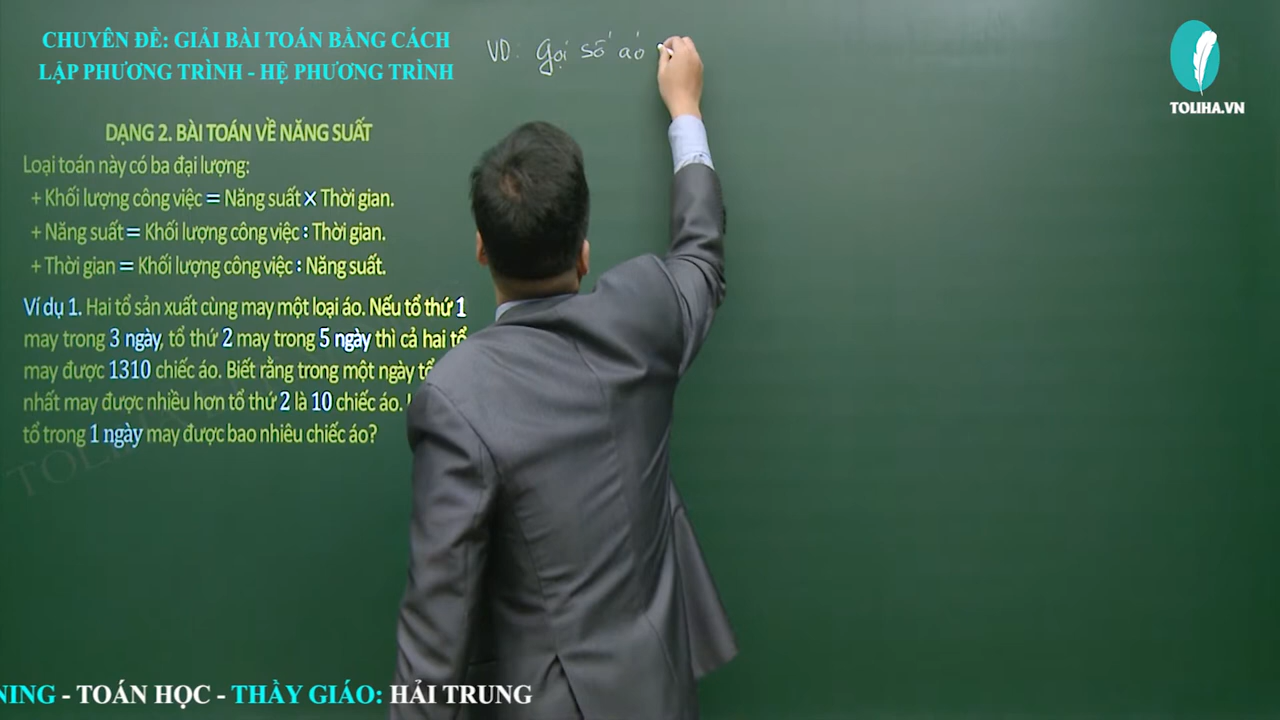 CHUYÊN ĐỀ: GIẢI BÀI TOÁN BẰNG CÁCH
LẬP PHƯƠNG TRÌNH - HỆ PHƯƠNG TRÌNH
DẠNG 2. BÀI TOÁN VỀ NĂNG SUẤT
Loại toán này có ba đại lượng:
+ Khối lượng công việc = Năng suất × Thời gian.
+ Năng suất = Khối lượng công việc : Thời gian.
+ Thời gian = Khối lượng công việc : Năng suất.
Ví dụ 1. Hai tổ sản xuất cùng may một loại áo. Nếu tổ thứ 1
may trong 3 ngày, tổ thứ 2 may trong 5 ngày thì cả hai tổ
may được 1310 chiếc áo. Biết rằng trong một ngày tổ
nhất may được nhiều hơn tổ thứ 2 là 10 chiếc áo.
tổ trong 1 ngày may được bao nhiêu chiếc áo?
VD: Gọi số áo
TOLIHA.VN
NING - TOÁN HỌC - THẦY GIÁO: HẢI TRUNG